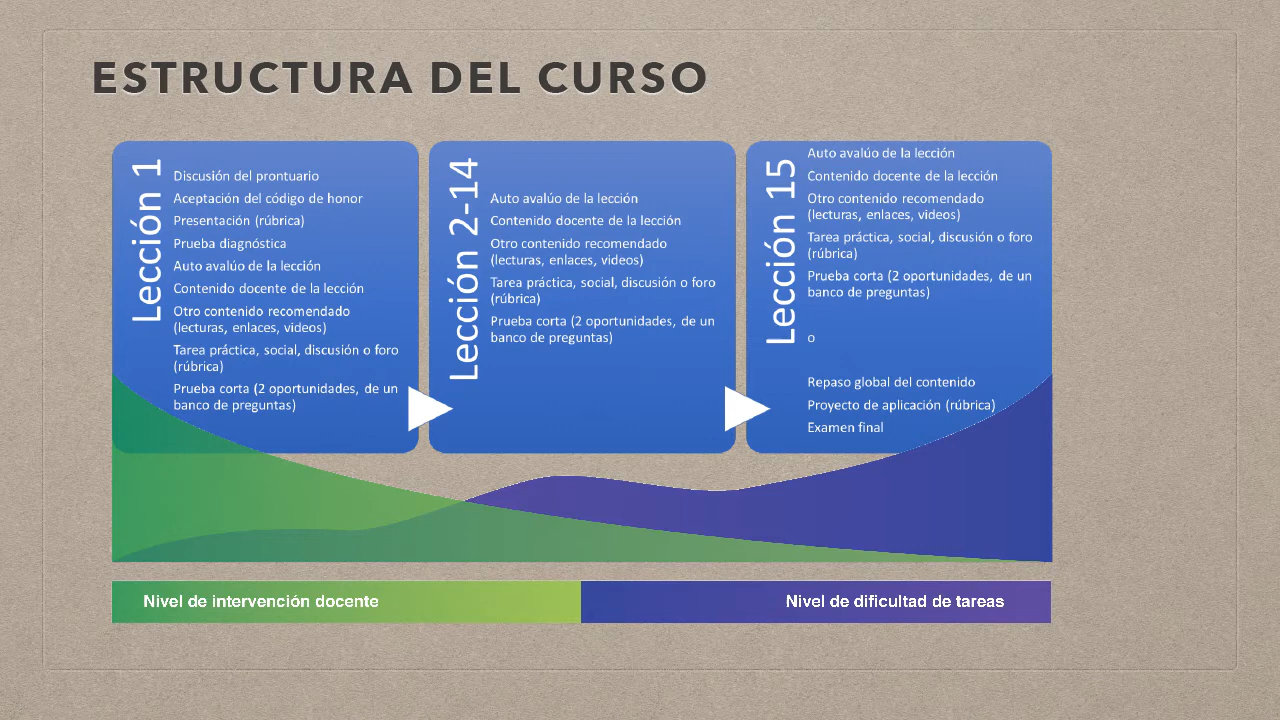 ESTRUCTURA DEL CURSO
Lección 1
Discusión del prontuario
Aceptación del código de honor
Presentación (rúbrica)
Prueba diagnóstica
Auto avalúo de la lección
Contenido docente de la lección
Otro contenido recomendado
(lecturas, enlaces, videos)
Tarea práctica, social, discusión o foro
(rúbrica)
Prueba corta (2 oportunidades, de un
banco de preguntas)
Lección 2-14
Auto avalúo de la lección
Contenido docente de la lección
Otro contenido recomendado
(lecturas, enlaces, videos)
Tarea práctica, social, discusión o foro
(rúbrica)
Prueba corta (2 oportunidades, de un
banco de preguntas)
Lección 15
Auto avalúo de la lección
Contenido docente de la lección
Otro contenido recomendado
(lecturas, enlaces, videos)
Tarea práctica, social, discusión o foro
(rúbrica)
Prueba corta (2 oportunidades, de un
banco de preguntas)
o
Repaso global del contenido
Proyecto de aplicación (rúbrica)
Examen final
Nivel de intervención docente
Nivel de dificultad de tareas